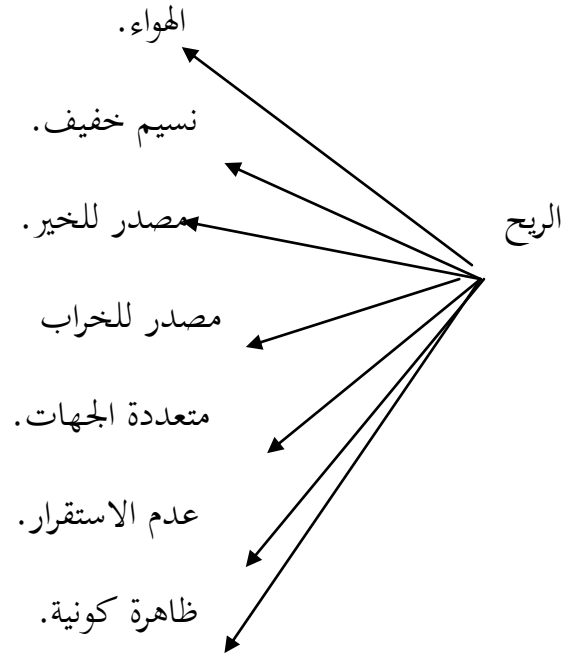 الهواء.
نسيم خفيف.
مصدر للخير.
الريح
مصدر للخراب
متعددة الجهات.
عدم الاستقرار.
ظاهرة كونية.